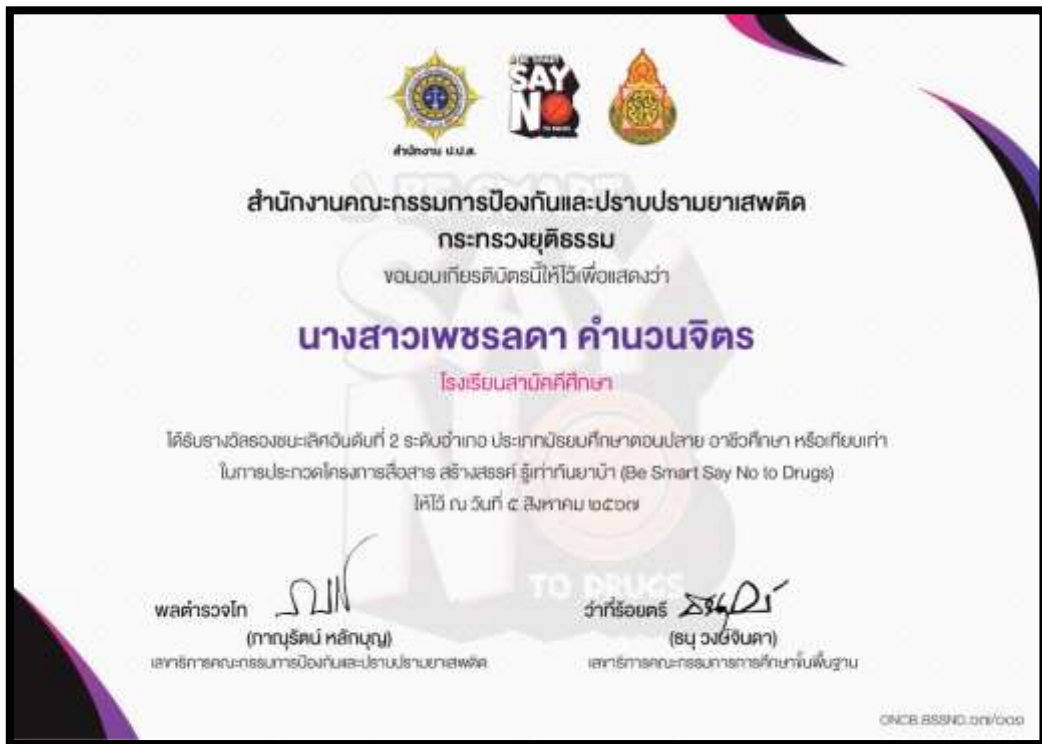 A BE SMART
SAY
NO
TO DRUGS
สำนักงาน ป.ป.ส.
สำนักงานคณะกรรมการป้องกันและปราบปรามยาเสพติด
กระทรวงยุติธรรม
ขอมอบเกียรติบัตรนี้ให้ไว้เพื่อแสดงว่า
นางสาวเพชรลดา คำนวนจิตร
โรงเรียนสามัคคีศึกษา
ได้รับรางวัลรองชนะเลิศอันดับที่ 2 ระดับอำเภอ ประเภทมัธยมศึกษาตอนปลาย อาชีวศึกษา หรือเทียบเท่า
ในการประกวดโครงการสื่อสาร สร้างสรรค์ รู้เท่าทันยาบ้า (Be Smart Say No to Drugs)
ให้ไว้ ณ วันที่ ๕ สิงหาคม ๒๕๖๗
พลตำรวจโท
ว่าที่ร้อยตรี
(ภาณุรัตน์ หลักบุญ)
(ธนุ วงษ์จินดา)
เลขาธิการคณะกรรมการป้องกันและปราบปรามยาเสพติด
เลขาธิการคณะกรรมการการศึกษาขั้นพื้นฐาน